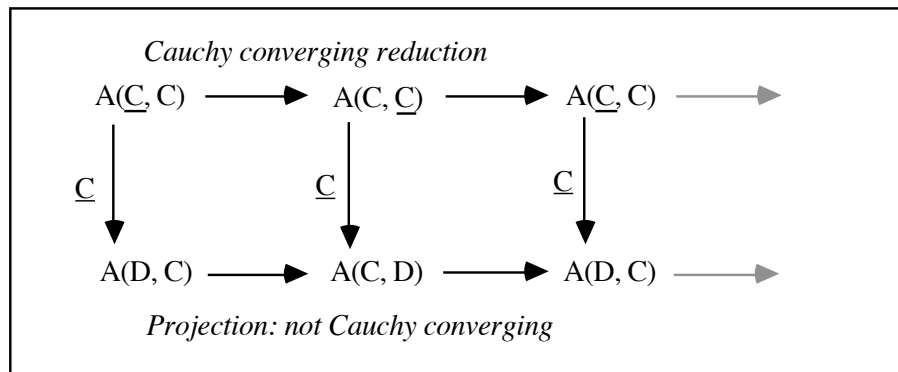 Cauchy converging reduction
A(C, C) A(C, C) A(C, C)
C C C
A(D, C) A(C, D) A(D, C)
Projection: not Cauchy converging